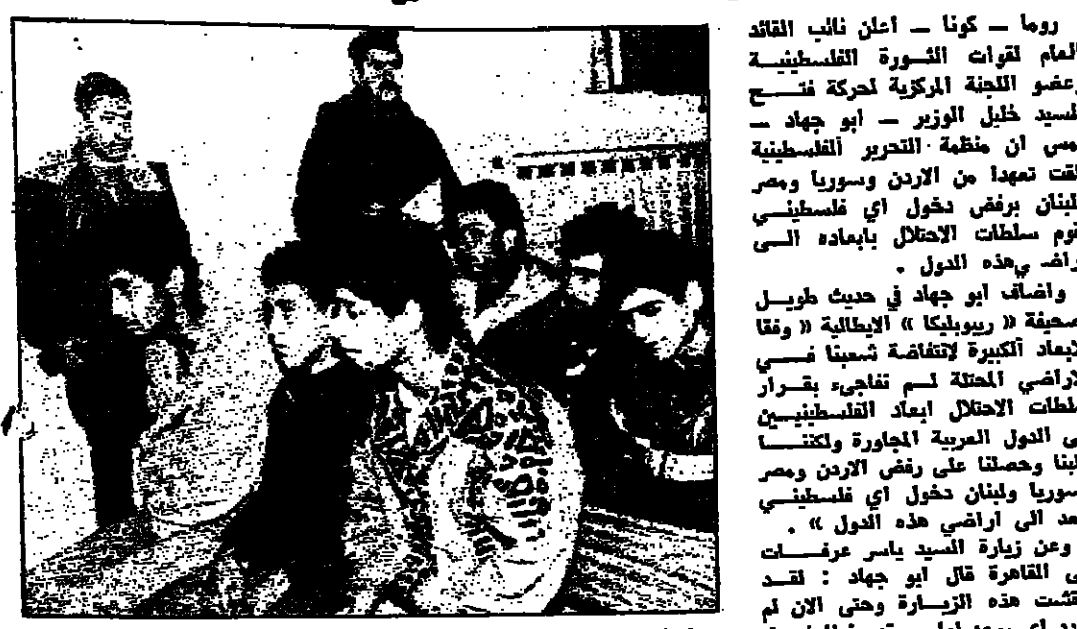 روما — كونا — أعلن نائب القائد
العام لقوات الثورة الفلسطينية
وعضو اللجنة المركزية لحركة فتح
السيد خليل الوزير — ابو جهاد —
امس ان منظمة التحرير الفلسطينية
تلقت تعهدا من الاردن وسوريا ومصر
ولبنان برفض دخول اي فلسطيني
تقوم سلطات الاحتلال بابعاده الى
اراضي هذه الدول .
واضاف ابو جهاد في حديث طويل
لصحيفة « ريبوبليكا » الايطالية « وفقا
للابعاد الكبيرة لانتفاضة شعبنا في
الاراضي المحتلة لم تفاجىء بقرار
سلطات الاحتلال ابعاد الفلسطينيين
الى الدول العربية المجاورة ولكننا
طلبنا وحصلنا على رفض الاردن ومصر
وسوريا ولبنان دخول اي فلسطيني
مبعد الى اراضي هذه الدول » .
وعن زيارة السيد ياسر عرفات
الى القاهرة قال ابو جهاد : لقد
نوقشت هذه الزيارة وحتى الان لم